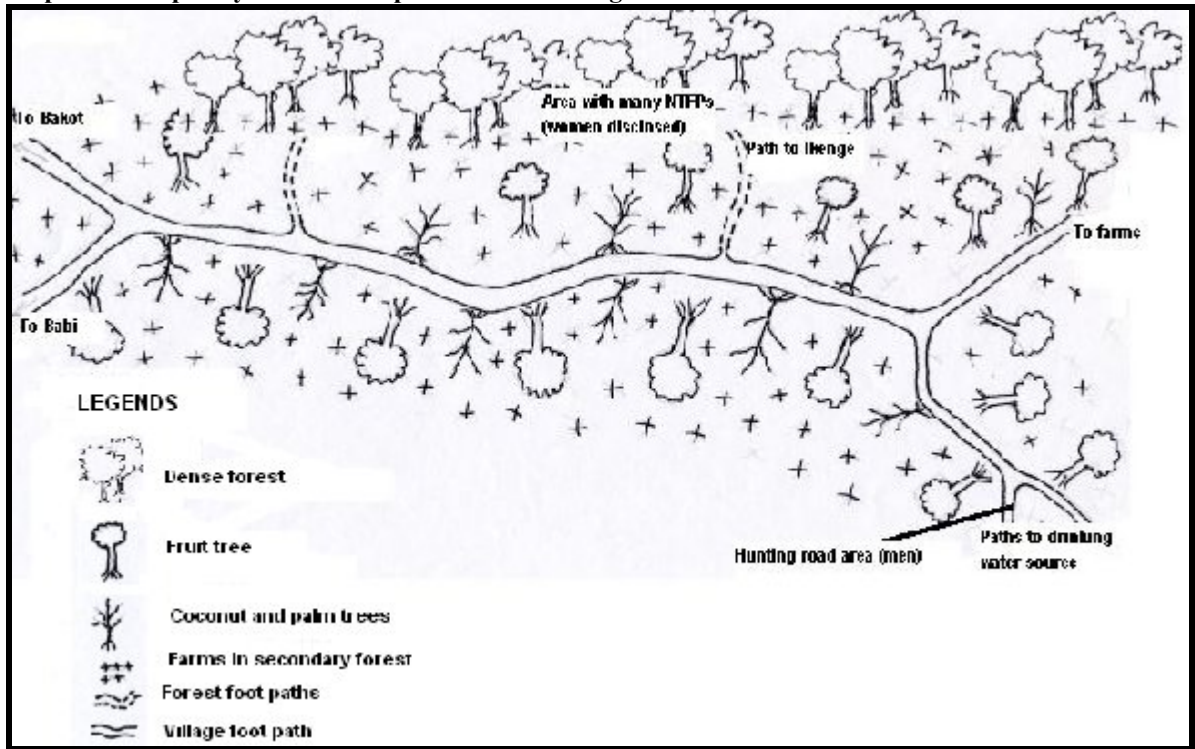 To Bakot
Area with many NTFPs
(women disclosed)
Path to Ikenge
To farms
To Babi
LEGENDS
Dense forest
Fruit tree
Coconut and palm trees
Farms in secondary forest
Forest foot paths
Village foot path
Hunting road area (men)
Paths to drinking
water source